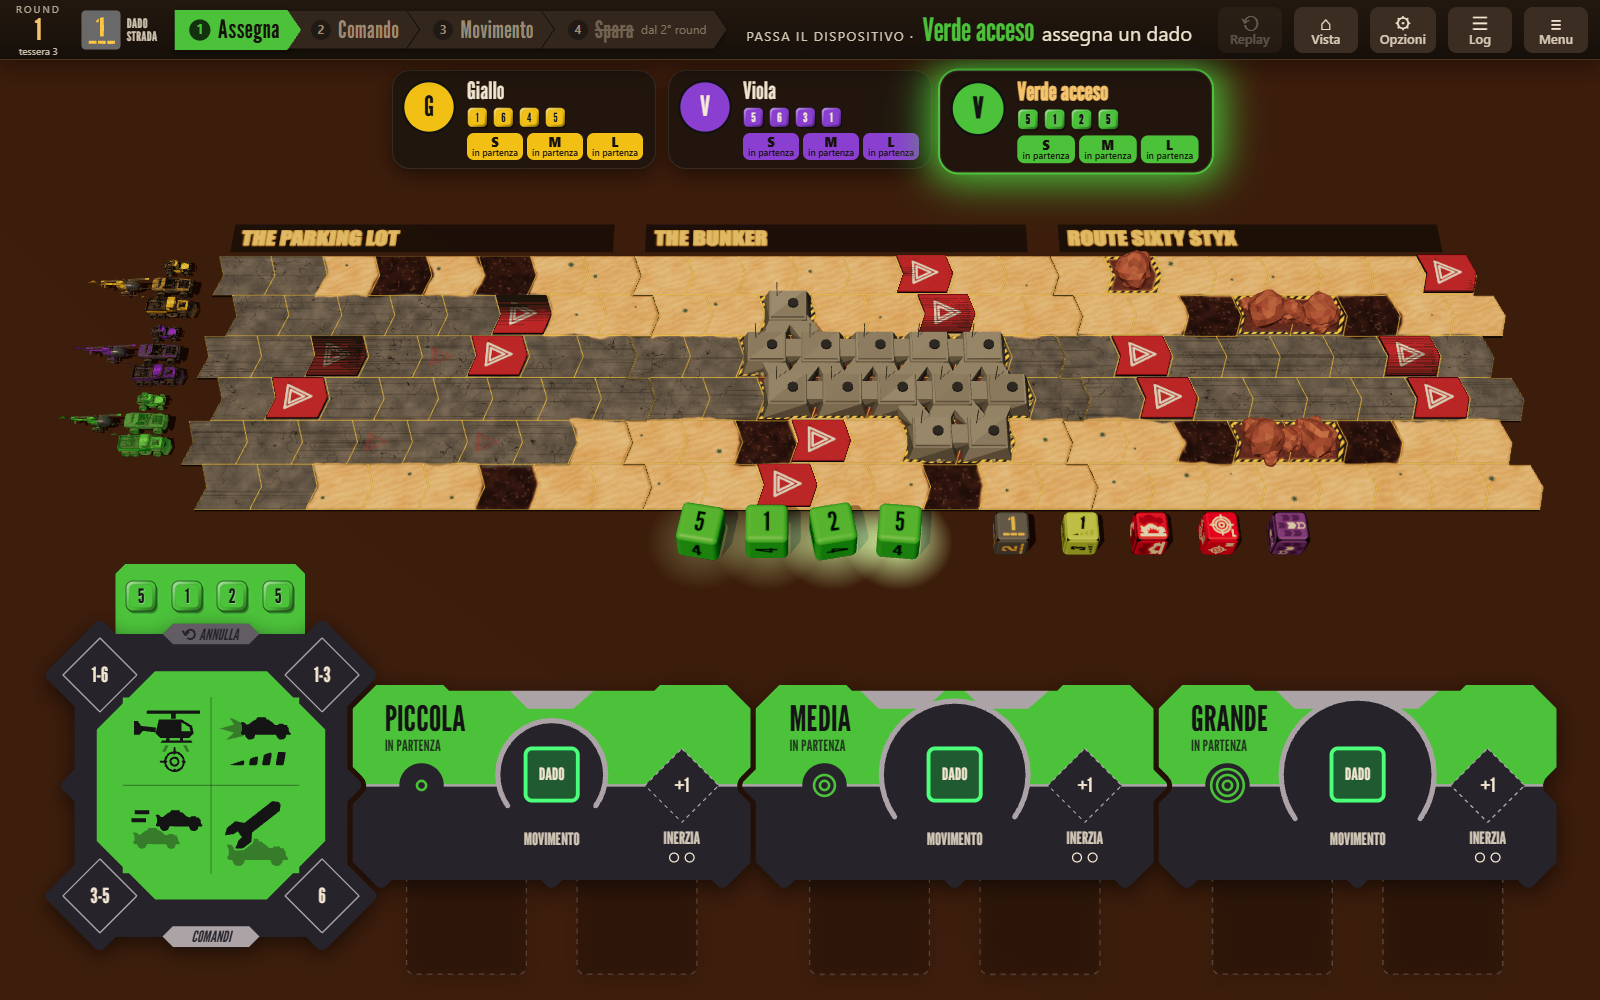 ROUND
1
tessera 3
1
DADO
STRADA
1 Assegna
2 Comando
3 Movimento
4 Spara dal 2° round
PASSA IL DISPOSITIVO · Verde acceso assegna un dado
Replay
Vista
Opzioni
Log
Menu
G
Giallo
1 6 4 5
S
in partenza
M
in partenza
L
in partenza
V
Viola
5 6 3 1
S
in partenza
M
in partenza
L
in partenza
V
Verde acceso
5 1 2 5
S
in partenza
M
in partenza
L
in partenza
THE PARKING LOT
THE BUNKER
ROUTE SIXTY STYX
5 1 2 5
4 4
1 1
5 1 2 5
ANNULLA
1-6
1-3
3-5
6
COMANDI
PICCOLA
IN PARTENZA
DADO
+1
MOVIMENTO
INERZIA
MEDIA
IN PARTENZA
DADO
+1
MOVIMENTO
INERZIA
GRANDE
IN PARTENZA
DADO
+1
MOVIMENTO
INERZIA